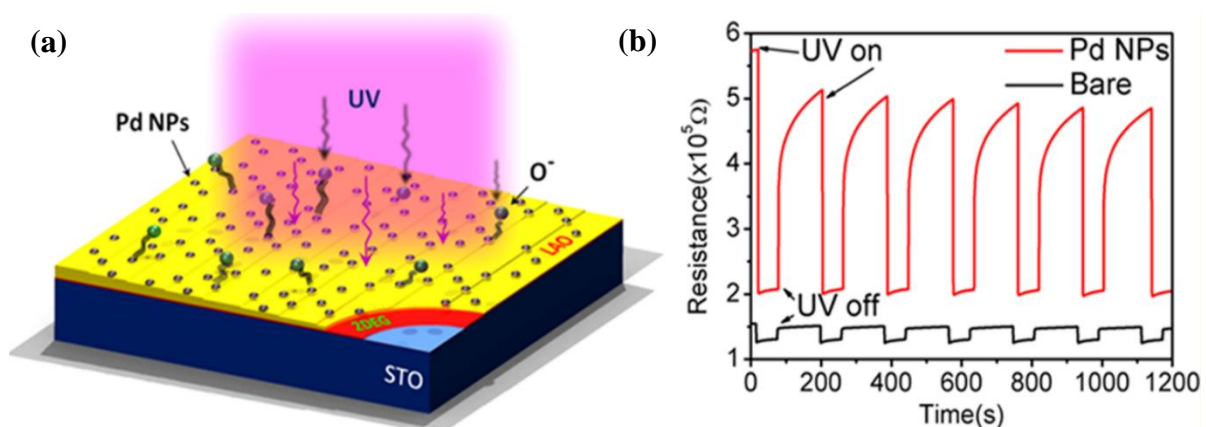 (a)
UV
Pd NPs
O⁻
LAO
2DEG
STO
(b)
UV on
Pd NPs
Bare
UV off
Resistance(x10⁵Ω)
6
5
4
3
2
1
0 200 400 600 800 1000 1200
Time(s)